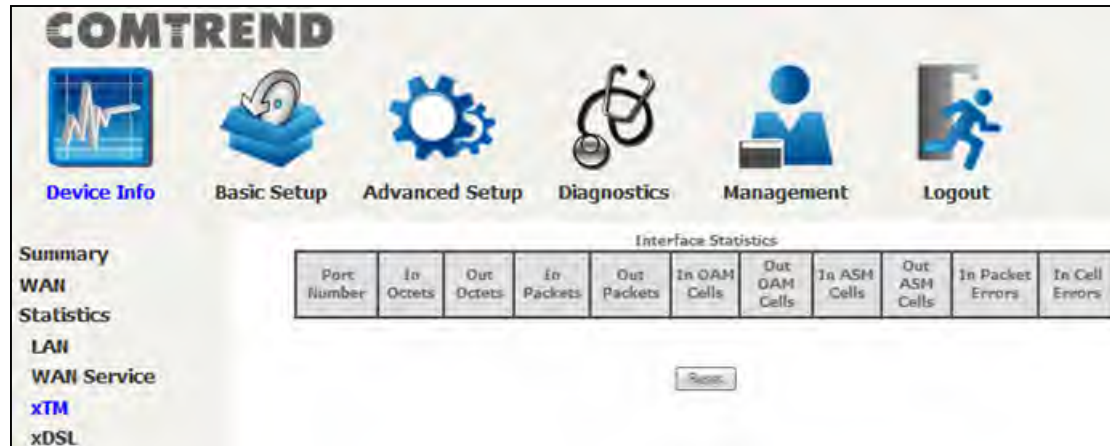 COMTREND
Device Info Basic Setup Advanced Setup Diagnostics Management Logout
Summary
WAN
Statistics
LAN
WAN Service
xTM
xDSL
Interface Statistics
Port Number In Octets Out Octets In Packets Out Packets In OAM Cells Out OAM Cells In ASM Cells Out ASM Cells In Packet Errors In Cell Errors
Reset